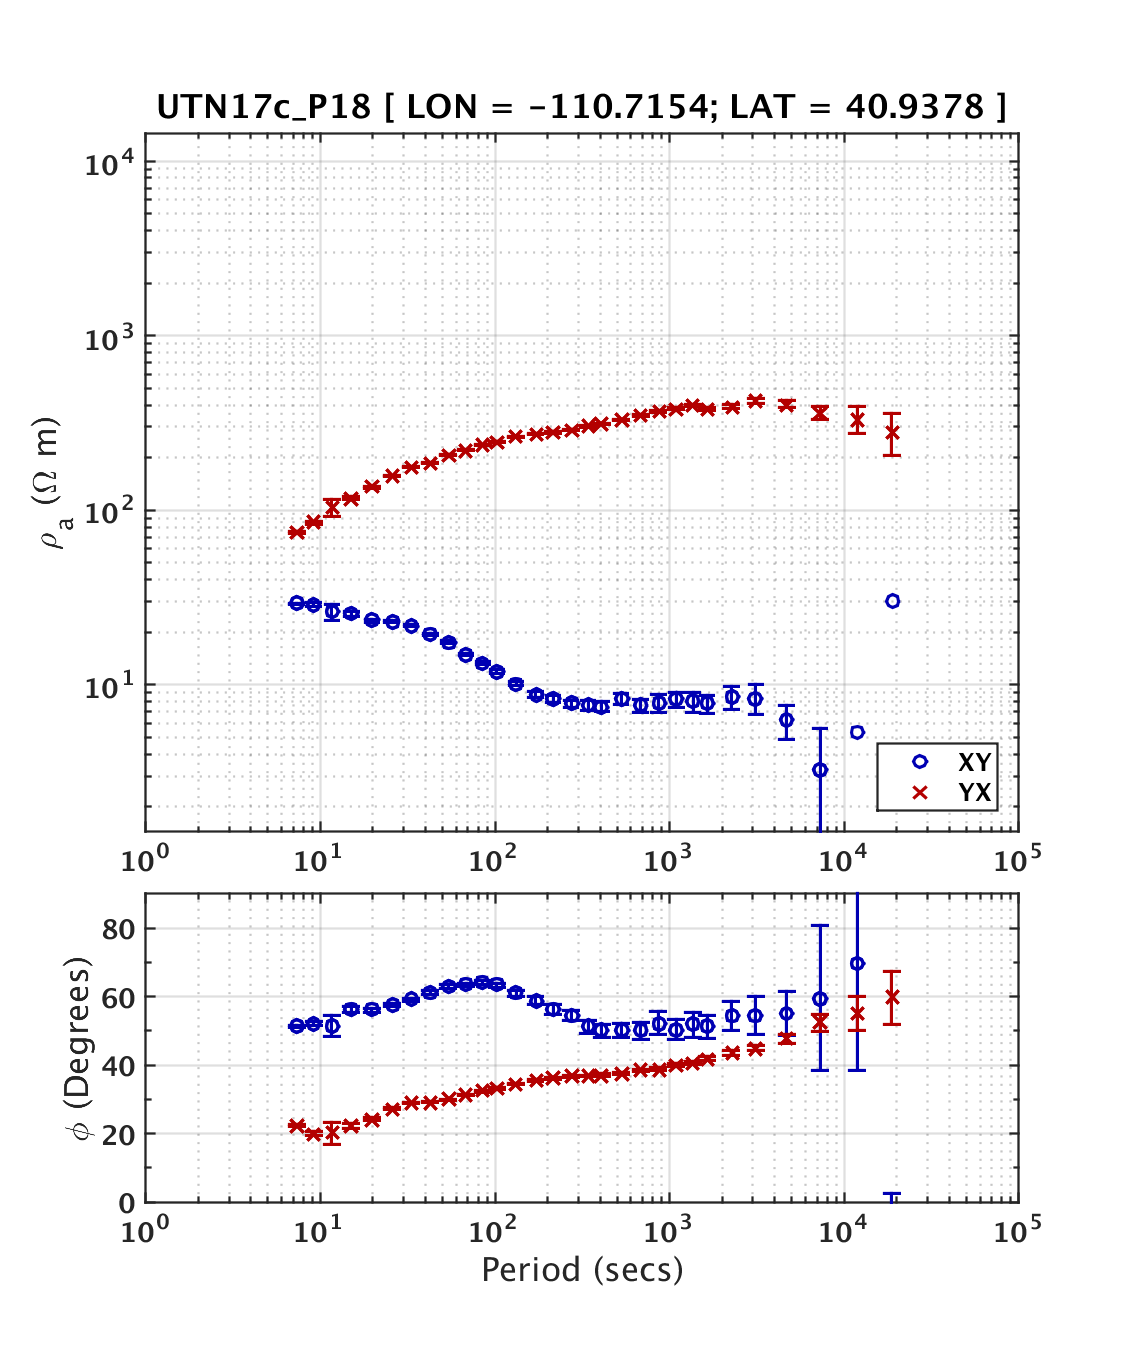 UTN17c_P18 [ LON = -110.7154; LAT = 40.9378 ]
10^4
10^3
10^2
10^1
ρ_a (Ω m)
XY
YX
10^0 10^1 10^2 10^3 10^4 10^5
80
60
40
20
0
ϕ (Degrees)
10^0 10^1 10^2 10^3 10^4 10^5
Period (secs)